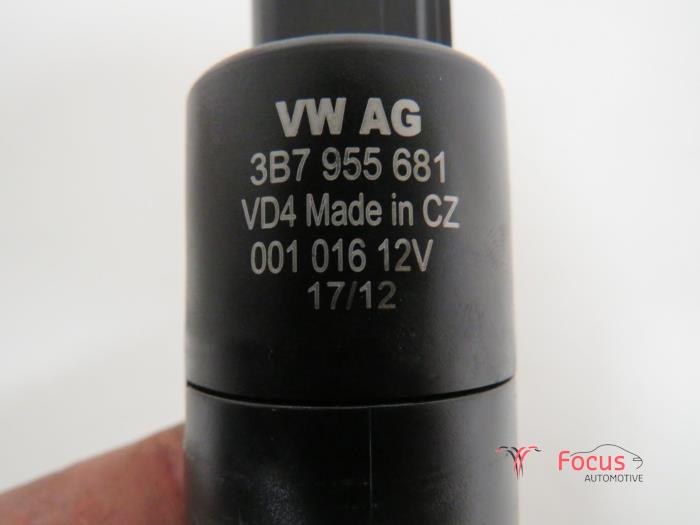 VW AG
3B7 955 681
VD4 Made in CZ
001 016 12V
17/12
Focus
AUTOMOTIVE